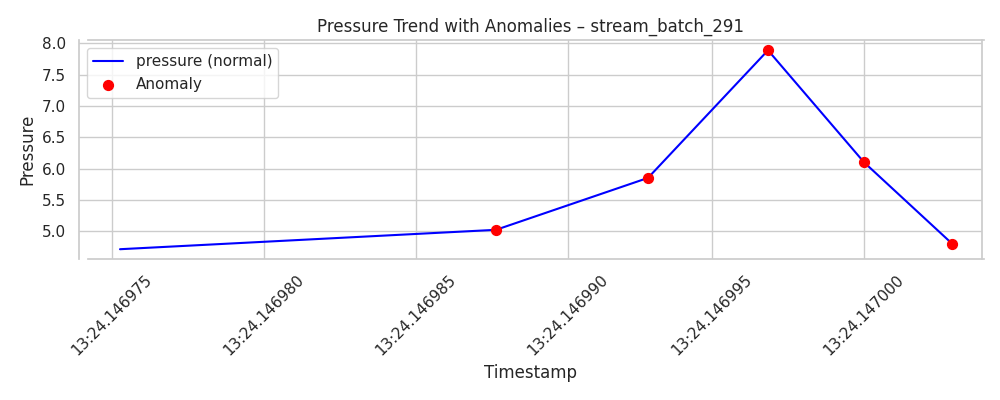 Pressure Trend with Anomalies – stream_batch_291
pressure (normal)
Anomaly
Pressure
8.0
7.5
7.0
6.5
6.0
5.5
5.0
13:24.146975
13:24.146980
13:24.146985
13:24.146990
13:24.146995
13:24.147000
Timestamp